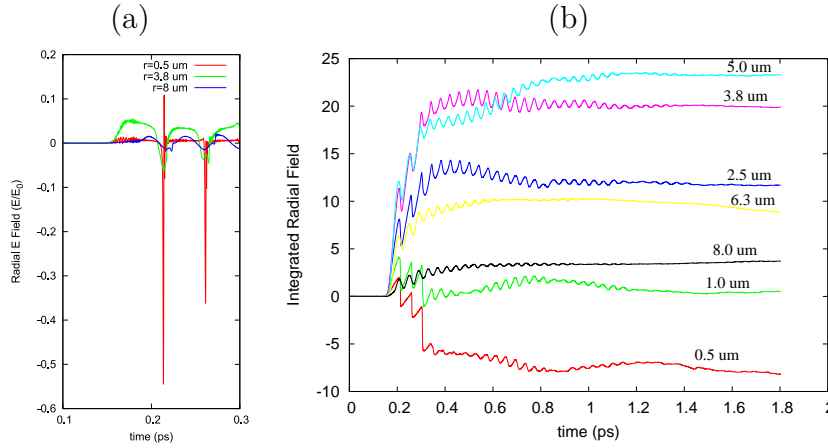 (a)
0.2
0.1
0
-0.1
-0.2
-0.3
-0.4
-0.5
-0.6
Radial E Field (E/E0)
r=0.5 um
r=3.8 um
r=8 um
0.1 0.2 0.3
time (ps)
(b)
25
20
15
10
5
0
-5
-10
Integrated Radial Field
5.0 um
3.8 um
2.5 um
6.3 um
8.0 um
1.0 um
0.5 um
0 0.2 0.4 0.6 0.8 1 1.2 1.4 1.6 1.8 2
time (ps)